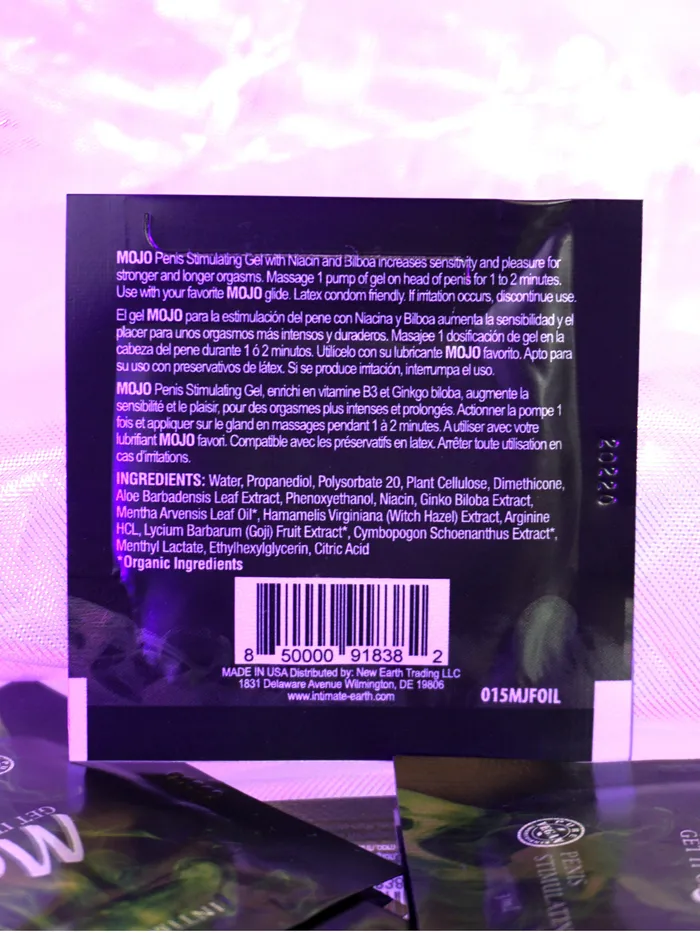 MOJO Penis Stimulating Gel with Niacin and Bilboa increases sensitivity and pleasure for
stronger and longer orgasms. Massage 1 pump of gel on head of penis for 1 to 2 minutes.
Use with your favorite MOJO glide. Latex condom friendly. If irritation occurs, discontinue use.
El gel MOJO para la estimulación del pene con Niacina y Bilboa aumenta la sensibilidad y el
placer para unos orgasmos más intensos y duraderos. Masajee 1 dosificación de gel en la
cabeza del pene durante 1 ó 2 minutos. Utilícelo con su lubricante MOJO favorito. Apto para
su uso con preservativos de látex. Si se produce irritación, interrumpa el uso.
MOJO Penis Stimulating Gel, enrichi en vitamine B3 et Ginkgo biloba, augmente la
sensibilité et le plaisir, pour des orgasmes plus intenses et prolongés. Actionner la pompe 1
fois et appliquer sur le gland en massages pendant 1 à 2 minutes. A utiliser avec votre
lubrifiant MOJO favori. Compatible avec les préservatifs en latex. Arrêter toute utilisation en
cas d'irritations.
INGREDIENTS: Water, Propanediol, Polysorbate 20, Plant Cellulose, Dimethicone,
Aloe Barbadensis Leaf Extract, Phenoxyethanol, Niacin, Ginko Biloba Extract,
Mentha Arvensis Leaf Oil*, Hamamelis Virginiana (Witch Hazel) Extract, Arginine
HCL, Lycium Barbarum (Goji) Fruit Extract*, Cymbopogon Schoenanthus Extract*,
Menthyl Lactate, Ethylhexylglycerin, Citric Acid
*Organic Ingredients
8 50000 91838 2
MADE IN USA Distributed by: New Earth Trading LLC
1831 Delaware Avenue Wilmington, DE 19806
www.intimate-earth.com
015MJFOIL
20220
Mo
GET IT
INTIM
VEGAN
PENIS
STIMULATIN
GET IT